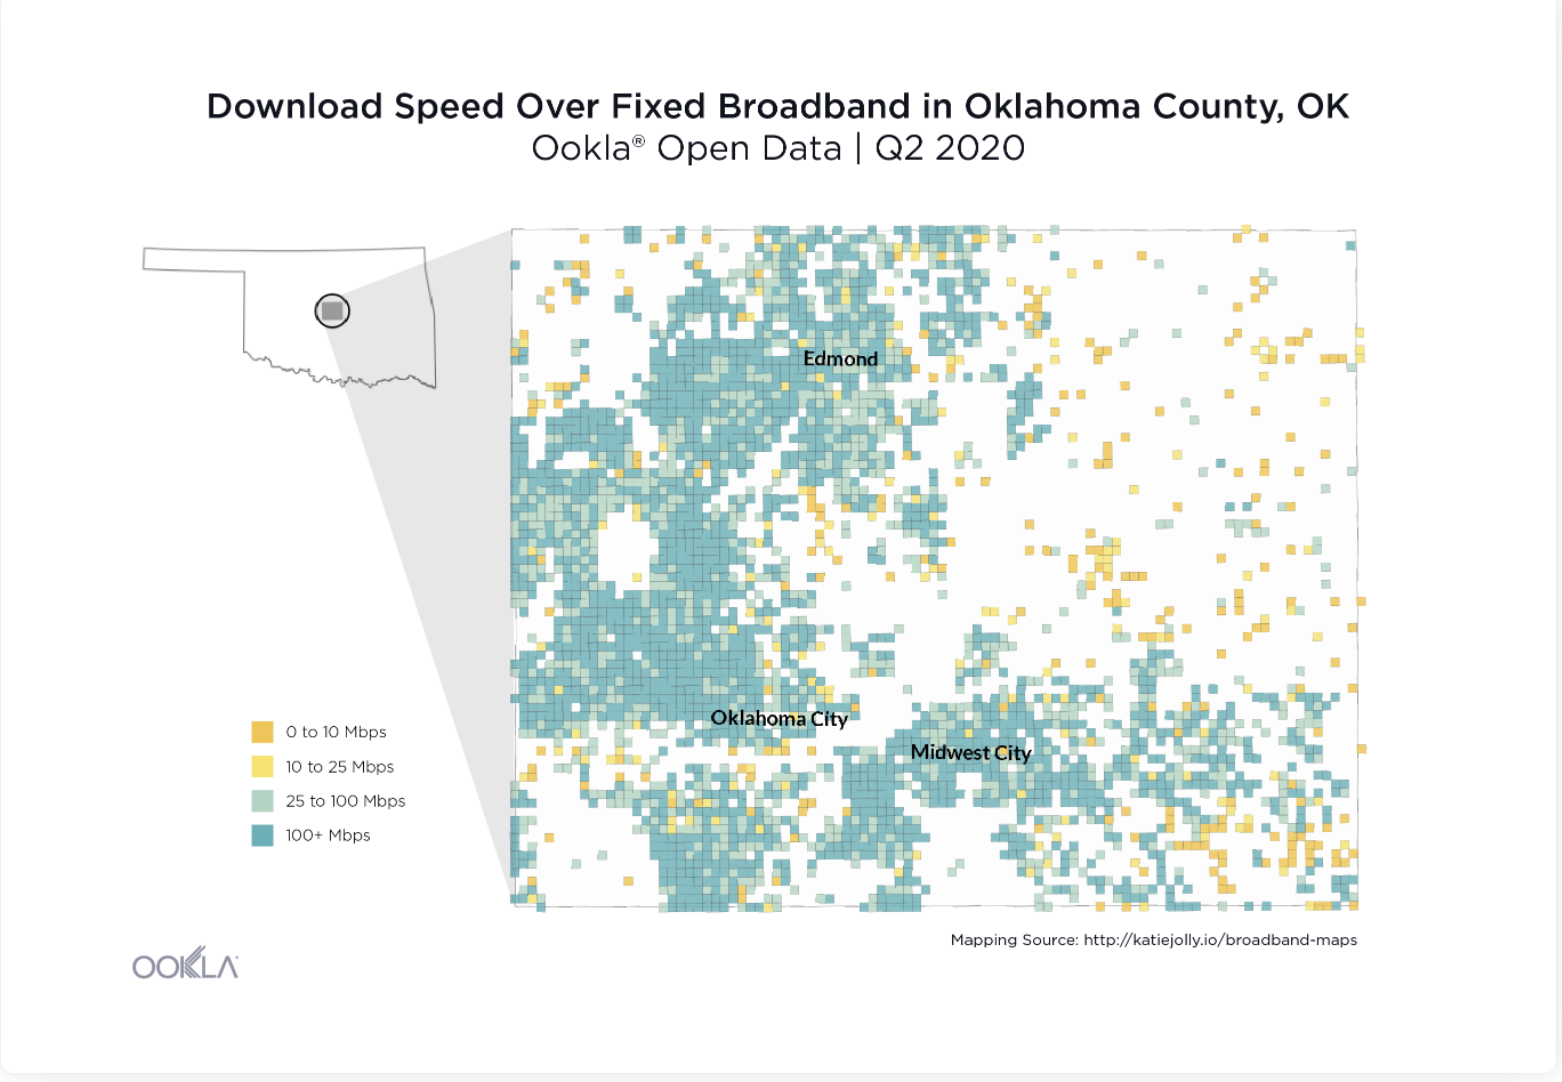 Download Speed Over Fixed Broadband in Oklahoma County, OK
Ookla® Open Data | Q2 2020
Edmond
Oklahoma City
Midwest City
0 to 10 Mbps
10 to 25 Mbps
25 to 100 Mbps
100+ Mbps
Mapping Source: http://katiejolly.io/broadband-maps
OOKLA